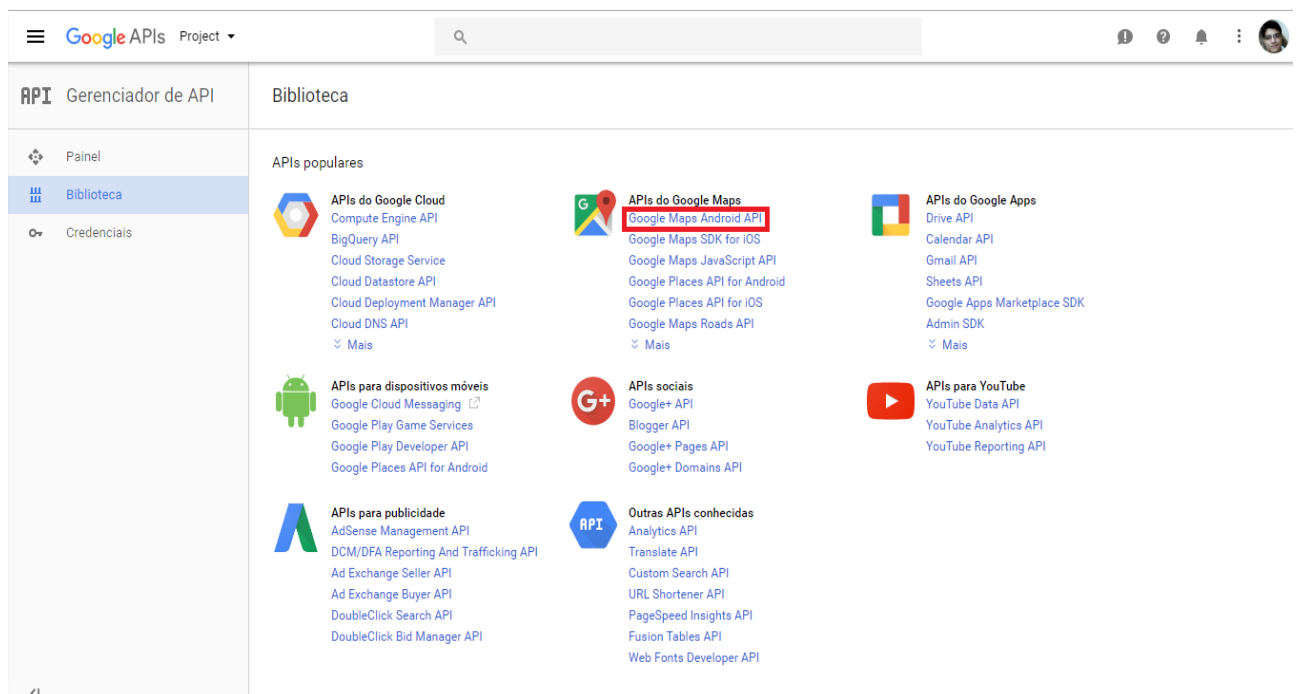 Google APIs Project
API Gerenciador de API
Biblioteca
Painel
Biblioteca
Credenciais
APIs populares
APIs do Google Cloud
Compute Engine API
BigQuery API
Cloud Storage Service
Cloud Datastore API
Cloud Deployment Manager API
Cloud DNS API
Mais
G
APIs do Google Maps
Google Maps Android API
Google Maps SDK for iOS
Google Maps JavaScript API
Google Places API for Android
Google Places API for iOS
Google Maps Roads API
Mais
APIs do Google Apps
Drive API
Calendar API
Gmail API
Sheets API
Google Apps Marketplace SDK
Admin SDK
Mais
APIs para dispositivos móveis
Google Cloud Messaging
Google Play Game Services
Google Play Developer API
Google Places API for Android
G+
APIs sociais
Google+ API
Blogger API
Google+ Pages API
Google+ Domains API
APIs para YouTube
YouTube Data API
YouTube Analytics API
YouTube Reporting API
APIs para publicidade
AdSense Management API
DCM/DFA Reporting And Trafficking API
Ad Exchange Seller API
Ad Exchange Buyer API
DoubleClick Search API
DoubleClick Bid Manager API
API
Outras APIs conhecidas
Analytics API
Translate API
Custom Search API
URL Shortener API
PageSpeed Insights API
Fusion Tables API
Web Fonts Developer API